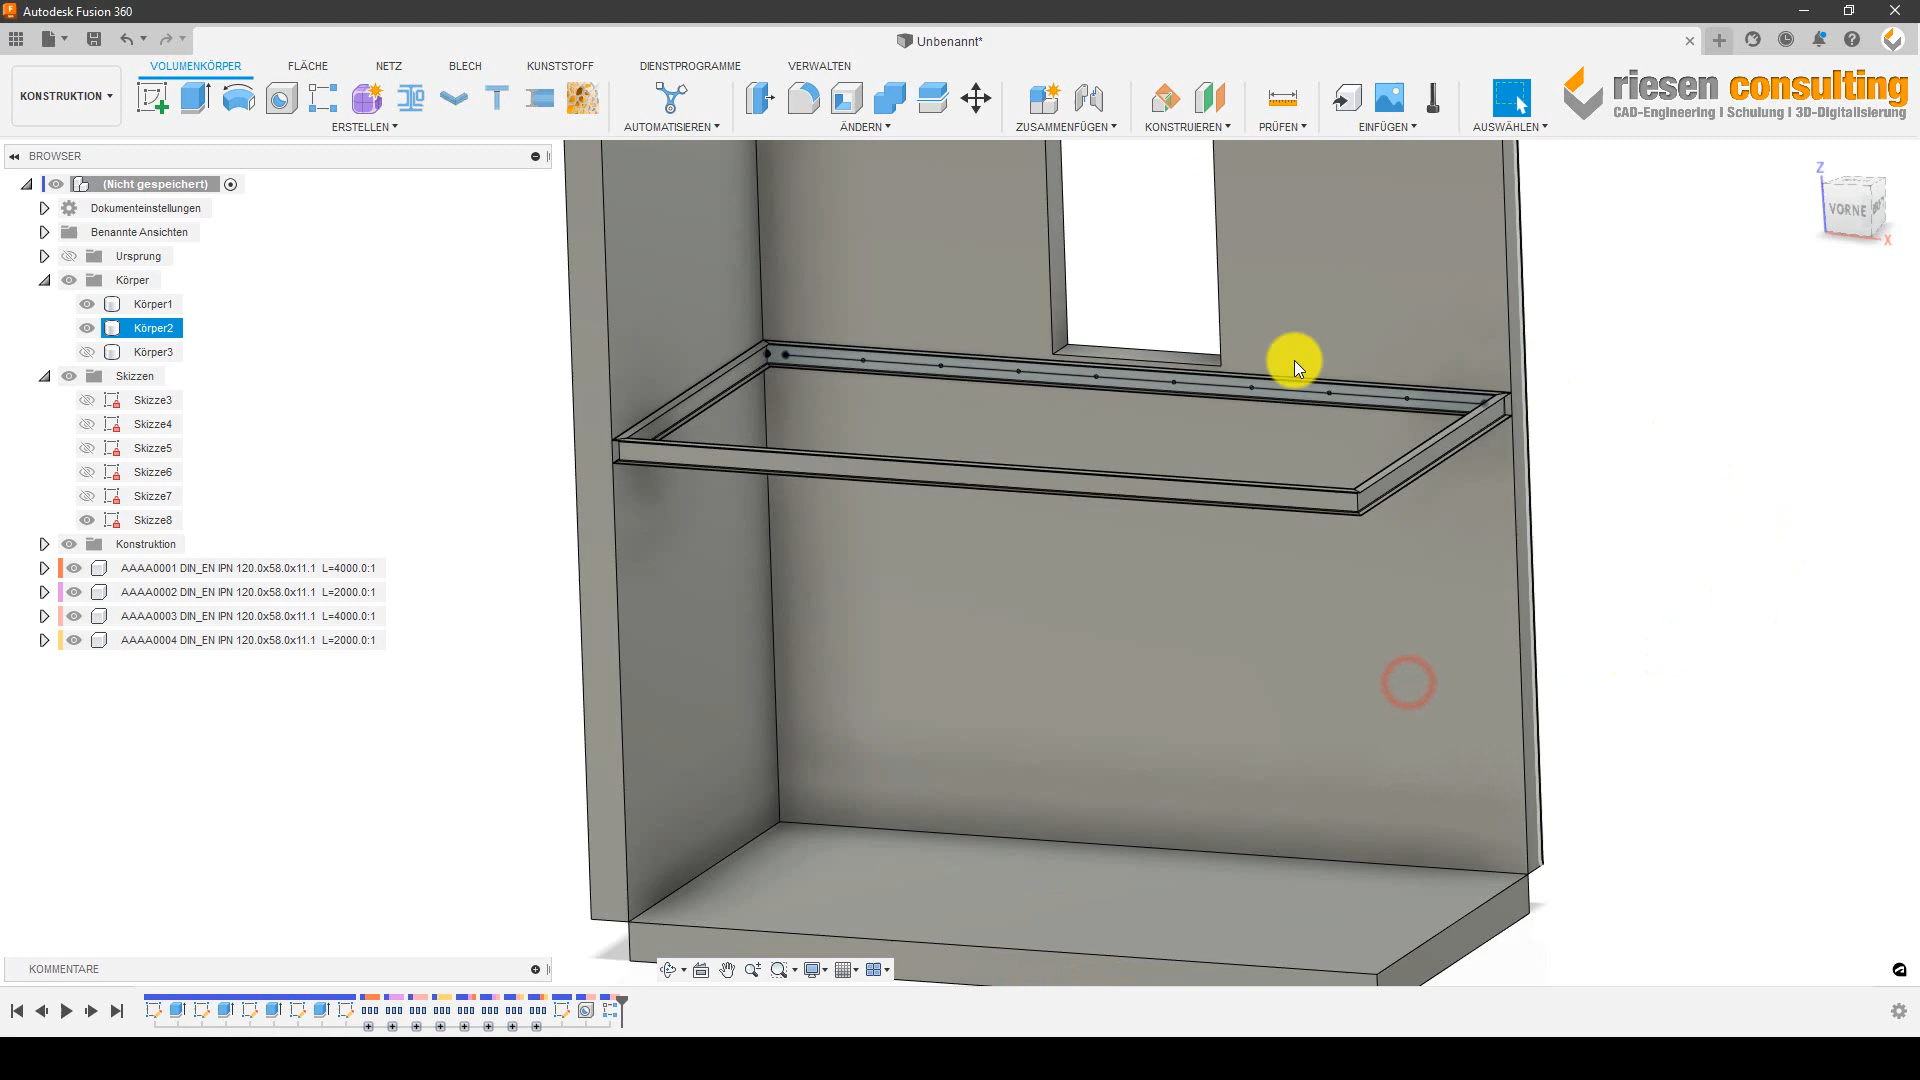 Autodesk Fusion 360
Unbenannt*
VOLUMENKÖRPER
FLÄCHE
NETZ
BLECH
KUNSTSTOFF
DIENSTPROGRAMME
VERWALTEN
KONSTRUKTION
ERSTELLEN
AUTOMATISIEREN
ÄNDERN
ZUSAMMENFÜGEN
KONSTRUIEREN
PRÜFEN
EINFÜGEN
AUSWÄHLEN
riesen consulting
CAD-Engineering | Schulung | 3D-Digitalisierung
BROWSER
(Nicht gespeichert)
Dokumenteinstellungen
Benannte Ansichten
Ursprung
Körper
Körper1
Körper2
Körper3
Skizzen
Skizze3
Skizze4
Skizze5
Skizze6
Skizze7
Skizze8
Konstruktion
AAAA0001 DIN_EN IPN 120.0x58.0x11.1 L=4000.0:1
AAAA0002 DIN_EN IPN 120.0x58.0x11.1 L=2000.0:1
AAAA0003 DIN_EN IPN 120.0x58.0x11.1 L=4000.0:1
AAAA0004 DIN_EN IPN 120.0x58.0x11.1 L=2000.0:1
Z
VORNE
X
KOMMENTARE